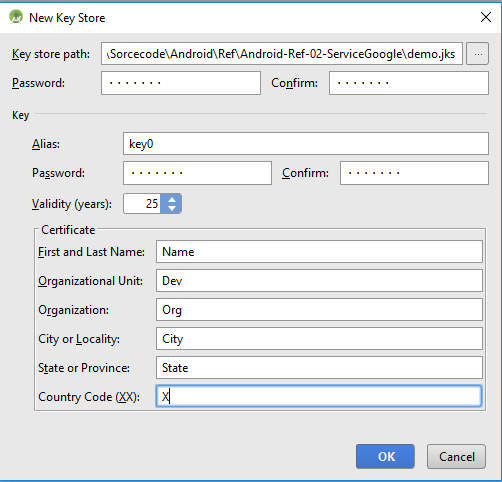 New Key Store
Key store path: \Sorcecode\Android\Ref\Android-Ref-02-ServiceGoogle\demo.jks ...
Password: ······· Confirm: ·······
Key
Alias: key0
Password: ······· Confirm: ·······
Validity (years): 25
Certificate
First and Last Name: Name
Organizational Unit: Dev
Organization: Org
City or Locality: City
State or Province: State
Country Code (XX): X
OK Cancel